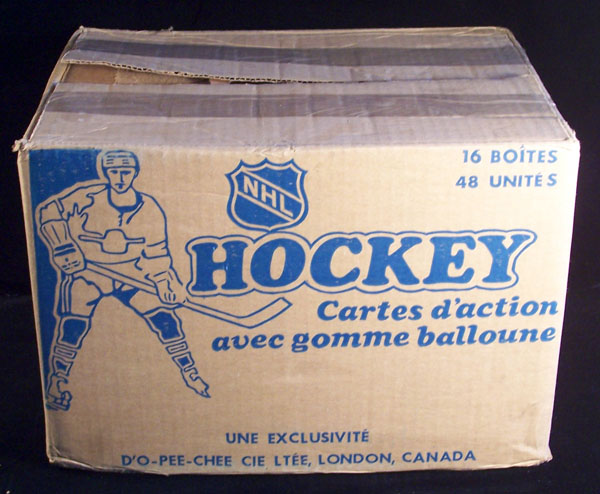 16 BOÎTES
48 UNITÉS
NHL
HOCKEY
Cartes d'action
avec gomme balloune
UNE EXCLUSIVITÉ
D'O-PEE-CHEE CIE LTÉE, LONDON, CANADA